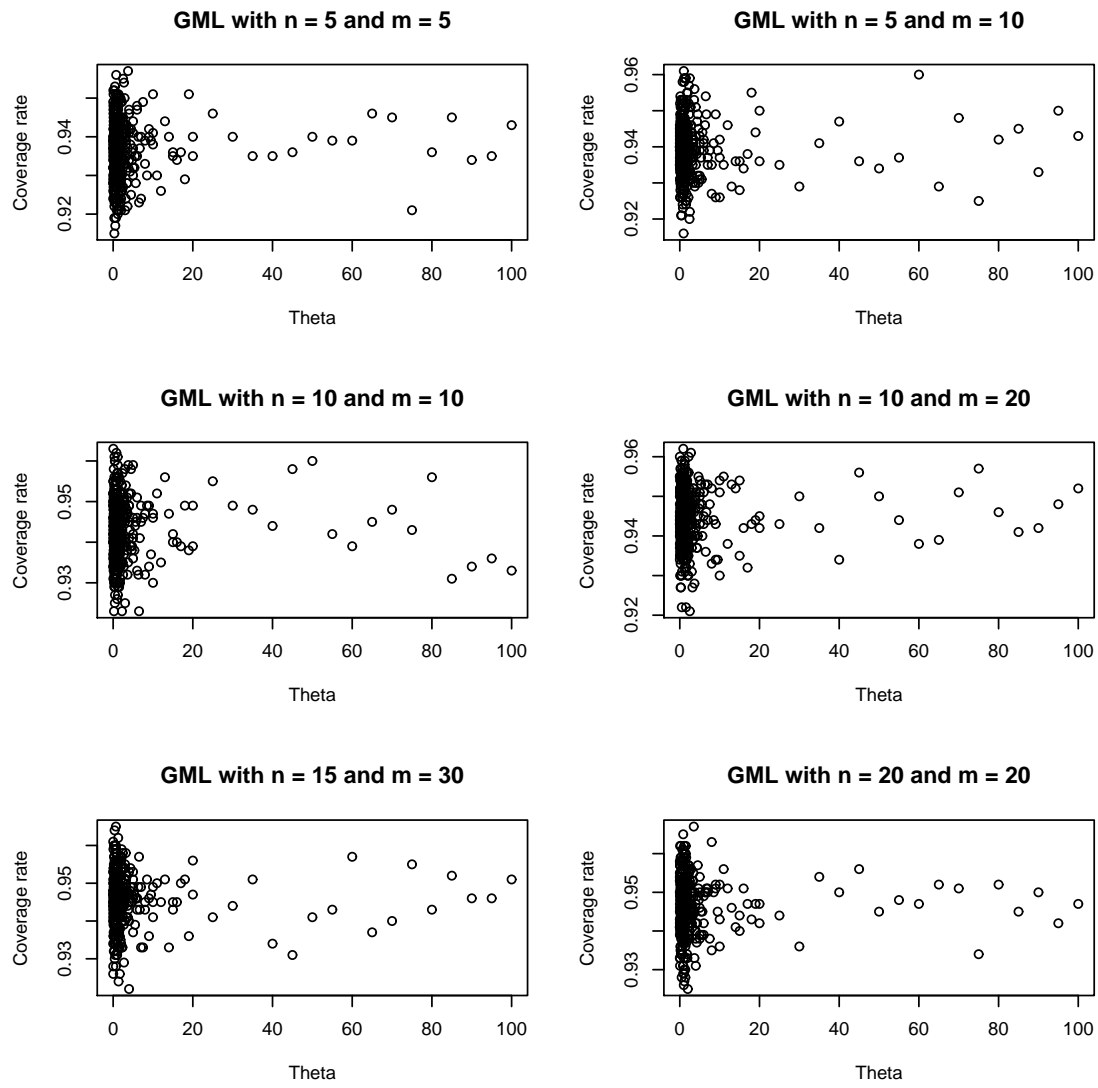 GML with n = 5 and m = 5
Coverage rate
0.92
0.94
0
20
40
60
80
100
Theta
GML with n = 5 and m = 10
Coverage rate
0.92
0.94
0.96
0
20
40
60
80
100
Theta
GML with n = 10 and m = 10
Coverage rate
0.93
0.95
0
20
40
60
80
100
Theta
GML with n = 10 and m = 20
Coverage rate
0.92
0.94
0.96
0
20
40
60
80
100
Theta
GML with n = 15 and m = 30
Coverage rate
0.93
0.95
0
20
40
60
80
100
Theta
GML with n = 20 and m = 20
Coverage rate
0.93
0.95
0
20
40
60
80
100
Theta